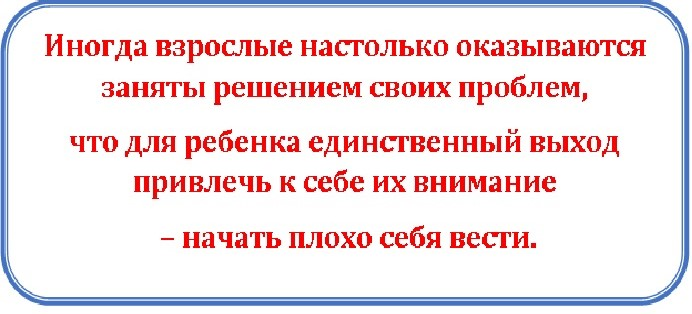 Иногда взрослые настолько оказываются
заняты решением своих проблем,
что для ребенка единственный выход
привлечь к себе их внимание
– начать плохо себя вести.